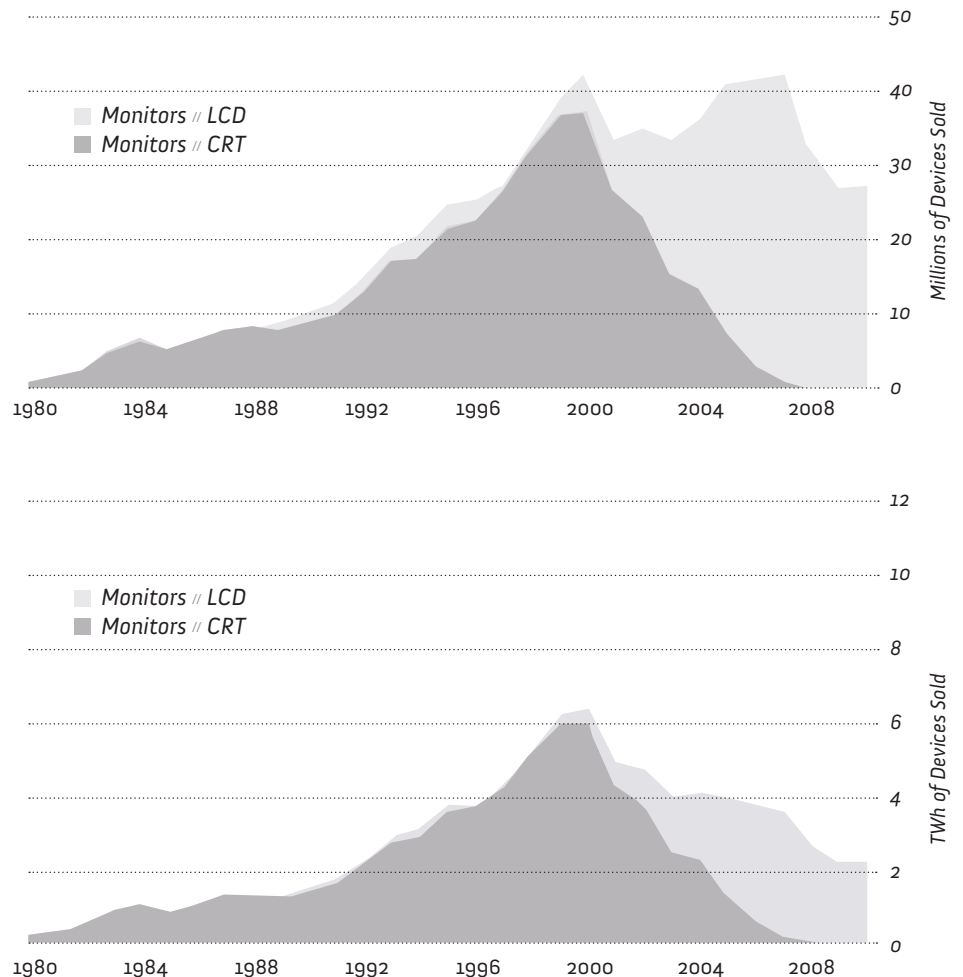 50
40
30
20
10
0
Monitors // LCD
Monitors // CRT
Millions of Devices Sold
1980 1984 1988 1992 1996 2000 2004 2008
12
10
8
6
4
2
0
Monitors // LCD
Monitors // CRT
TWh of Devices Sold
1980 1984 1988 1992 1996 2000 2004 2008